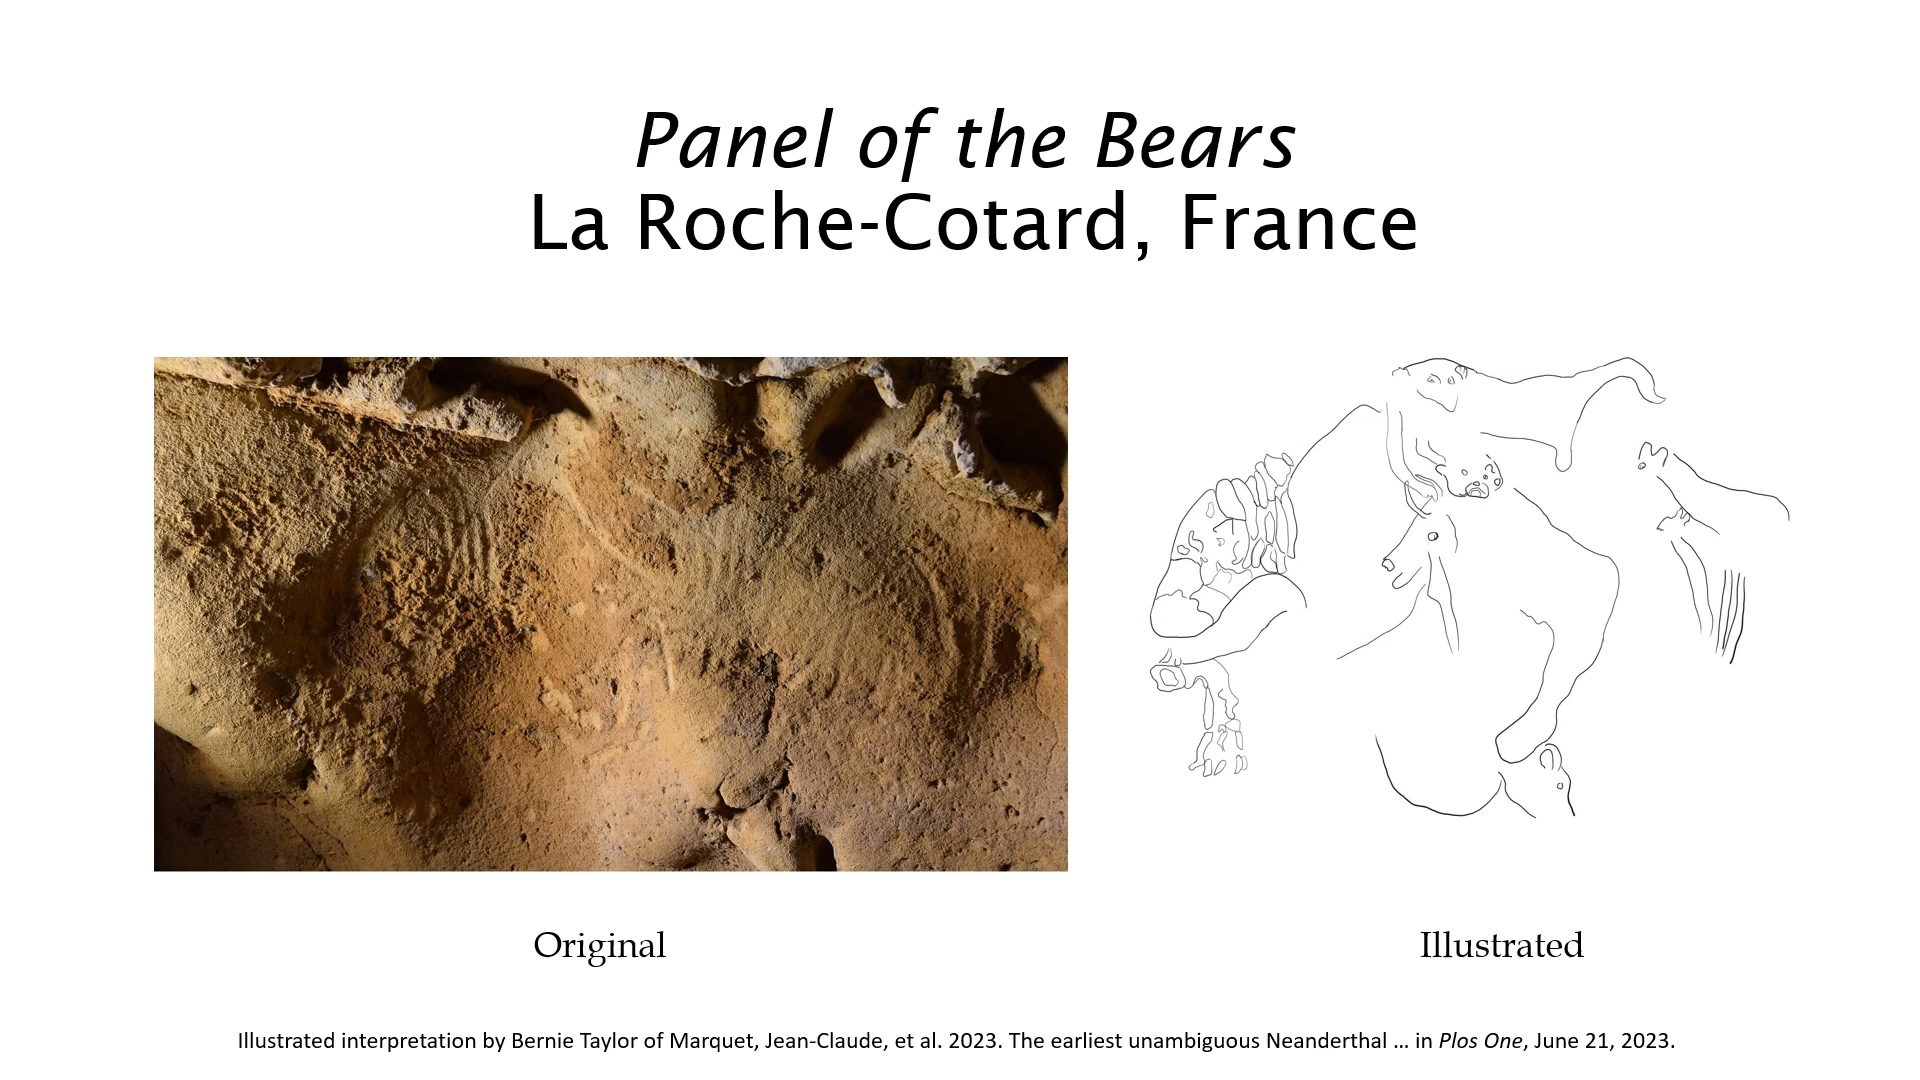 Panel of the Bears
La Roche-Cotard, France
Original
Illustrated
Illustrated interpretation by Bernie Taylor of Marquet, Jean-Claude, et al. 2023. The earliest unambiguous Neanderthal … in Plos One, June 21, 2023.